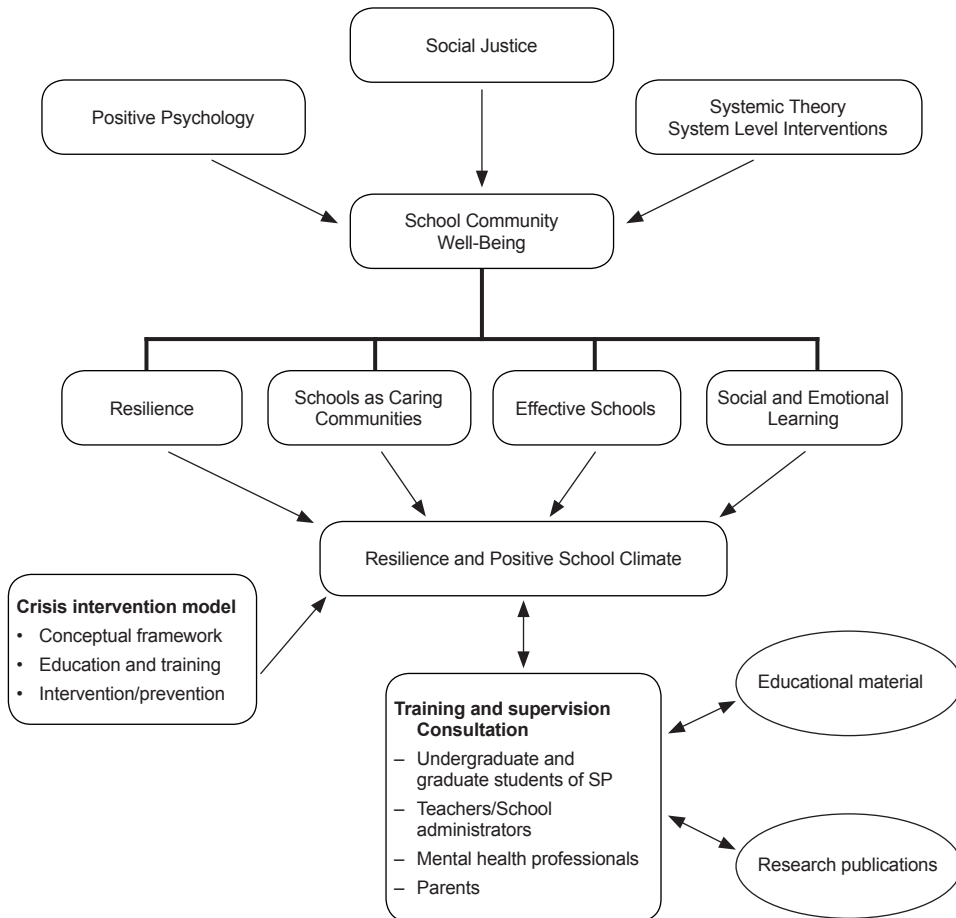 Social Justice
Positive Psychology
Systemic Theory
System Level Interventions
School Community
Well-Being
Resilience
Schools as Caring
Communities
Effective Schools
Social and Emotional
Learning
Resilience and Positive School Climate
Crisis intervention model
• Conceptual framework
• Education and training
• Intervention/prevention
Training and supervision
Consultation
– Undergraduate and
graduate students of SP
– Teachers/School
administrators
– Mental health professionals
– Parents
Educational material
Research publications